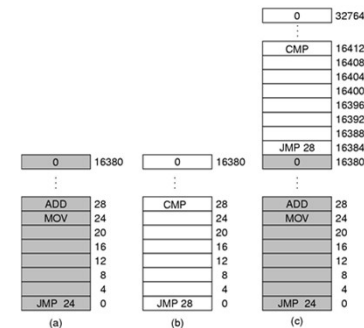 0 32764
CMP 16412
16408
16404
16400
16396
16392
16388
JMP 28 16384
0 16380 0 16380 0 16380
ADD 28 CMP 28 ADD 28
MOV 24 24 MOV 24
20 20 20
16 16 16
12 12 12
8 8 8
4 4 4
JMP 24 0 JMP 28 0 JMP 24 0
(a) (b) (c)